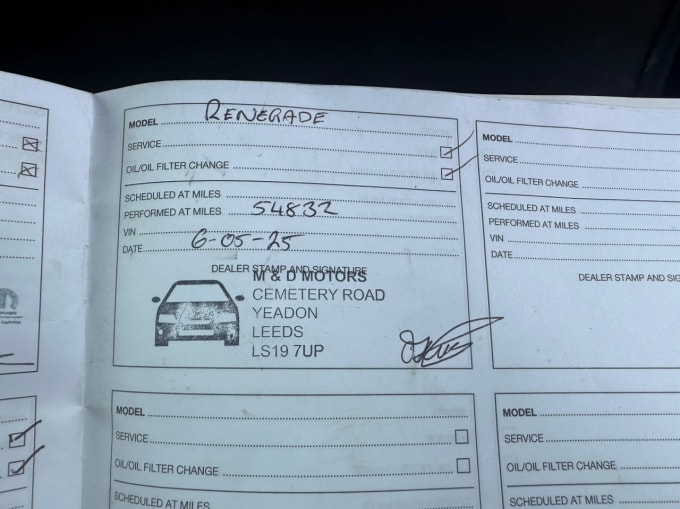 MODEL RENEGADE
SERVICE
OIL/OIL FILTER CHANGE
SCHEDULED AT MILES
PERFORMED AT MILES 54832
VIN
DATE 6-05-25
DEALER STAMP AND SIGNATURE
M & D MOTORS
CEMETERY ROAD
YEADON
LEEDS
LS19 7UP
MODEL
SERVICE
OIL/OIL FILTER CHANGE
SCHEDULED AT MILES
PERFORMED AT MILES
VIN
DATE
DEALER STAMP AND SIG
MODEL
SERVICE
OIL/OIL FILTER CHANGE
SCHEDULED AT MILES
MODEL
SERVICE
OIL/OIL FILTER CHANGE
SCHEDULED AT MILES